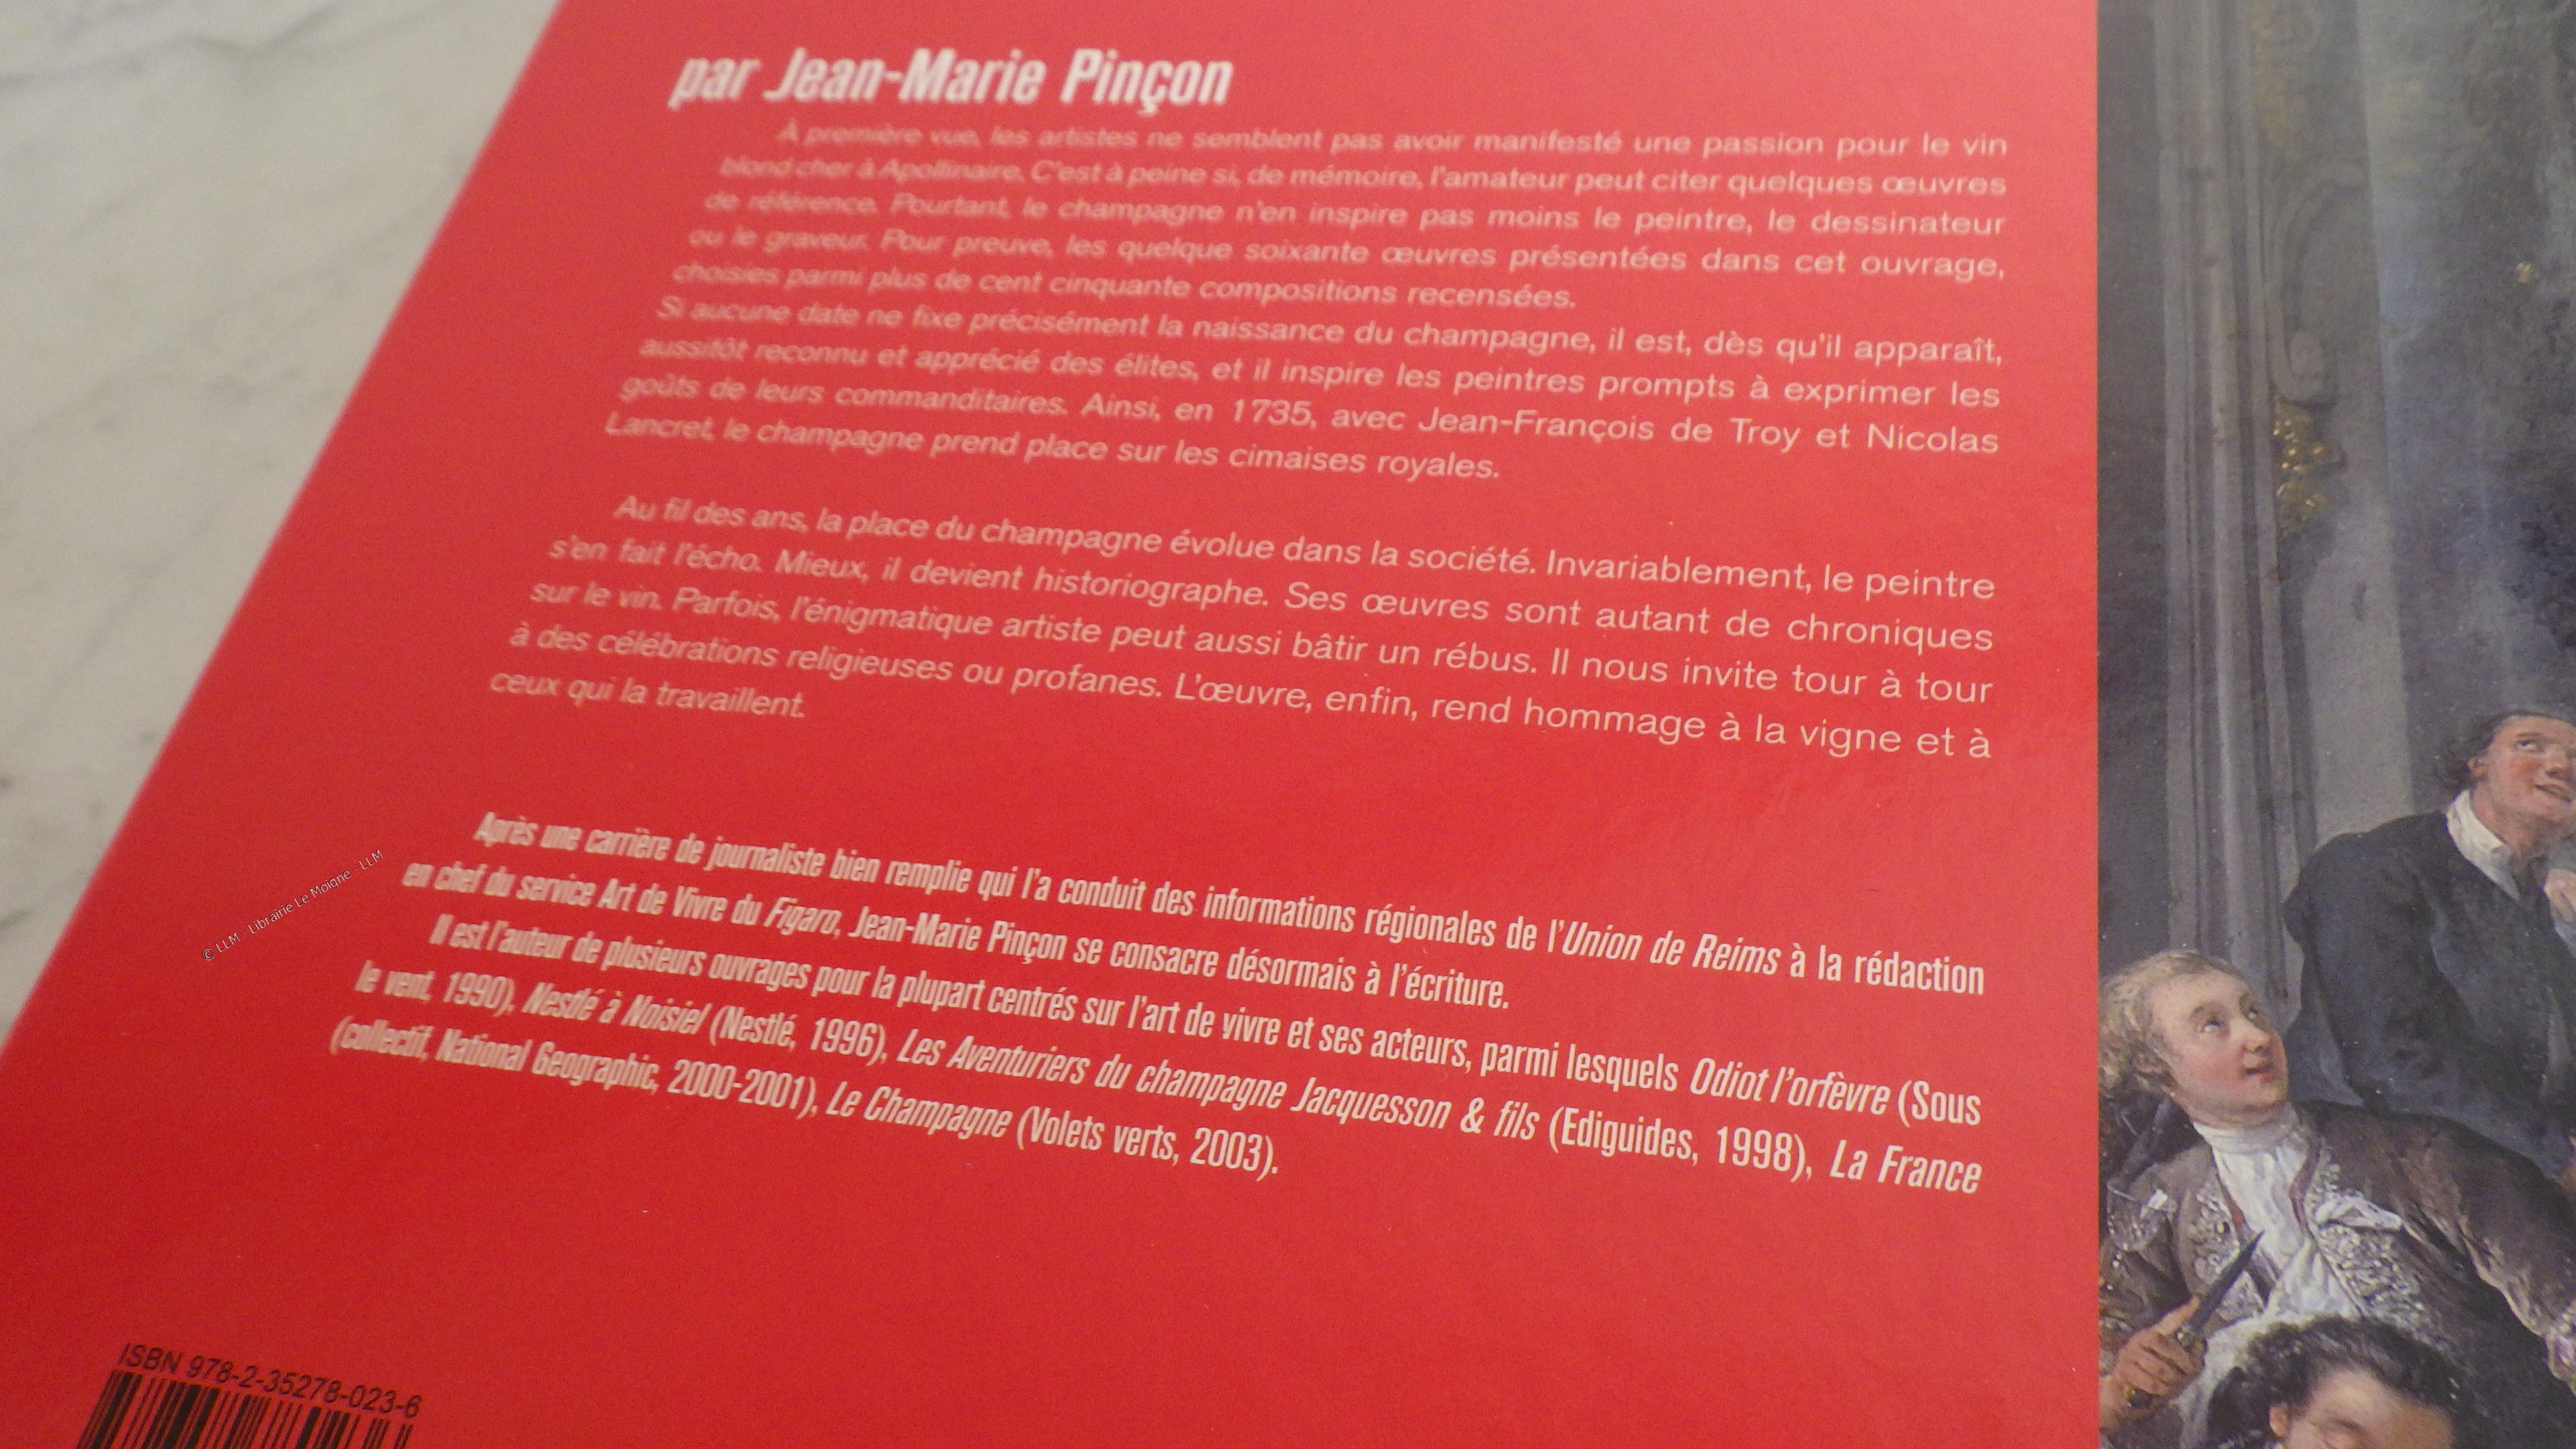 par Jean-Marie Pinçon
À première vue, les artistes ne semblent pas avoir manifesté une passion pour le vin
blond cher à Apollinaire. C'est à peine si, de mémoire, l'amateur peut citer quelques œuvres
de référence. Pourtant, le champagne n'en inspire pas moins le peintre, le dessinateur
ou le graveur. Pour preuve, les quelque soixante œuvres présentées dans cet ouvrage,
choisies parmi plus de cent cinquante compositions recensées.
Si aucune date ne fixe précisément la naissance du champagne, il est, dès qu'il apparaît,
aussitôt reconnu et apprécié des élites, et il inspire les peintres prompts à exprimer les
goûts de leurs commanditaires. Ainsi, en 1735, avec Jean-François de Troy et Nicolas
Lancret, le champagne prend place sur les cimaises royales.
Au fil des ans, la place du champagne évolue dans la société. Invariablement, le peintre
s'en fait l'écho. Mieux, il devient historiographe. Ses œuvres sont autant de chroniques
sur le vin. Parfois, l'énigmatique artiste peut aussi bâtir un rébus. Il nous invite tour à tour
à des célébrations religieuses ou profanes. L'œuvre, enfin, rend hommage à la vigne et à
ceux qui la travaillent.
Après une carrière de journaliste bien remplie qui l'a conduit des informations régionales de l'Union de Reims à la rédaction
en chef du service Art de Vivre du Figaro, Jean-Marie Pinçon se consacre désormais à l'écriture.
Il est l'auteur de plusieurs ouvrages pour la plupart centrés sur l'art de vivre et ses acteurs, parmi lesquels Odiot l'orfèvre (Sous
le vent, 1990), Nestlé à Noisiel (Nestlé, 1996), Les Aventuriers du champagne Jacquesson & fils (Ediguides, 1998), La France
(collectif, National Geographic, 2000-2001), Le Champagne (Volets verts, 2003).
© LLM - Librairie Le Moigne - LLM
ISBN 978-2-35278-023-6